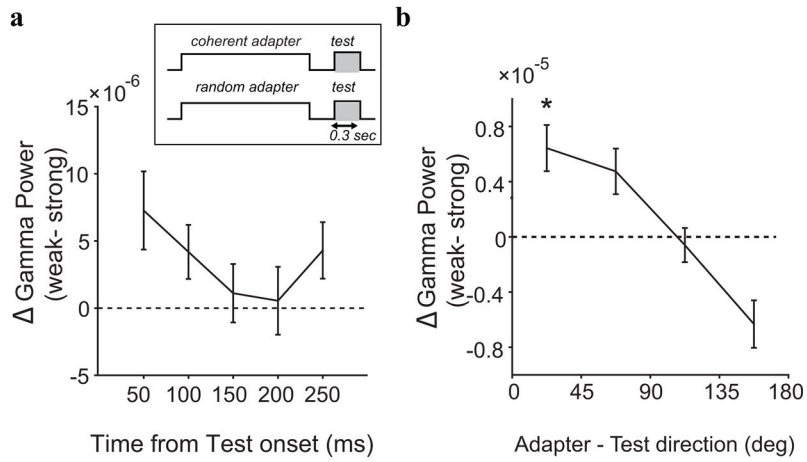 a
coherent adapter test
random adapter test
0.3 sec
×10⁻⁶
15
10
5
0
-5
Δ Gamma Power
(weak- strong)
50 100 150 200 250
Time from Test onset (ms)
b
×10⁻⁵
*
0.8
0.4
0
-0.4
-0.8
Δ Gamma Power
(weak- strong)
0 45 90 135 180
Adapter - Test direction (deg)